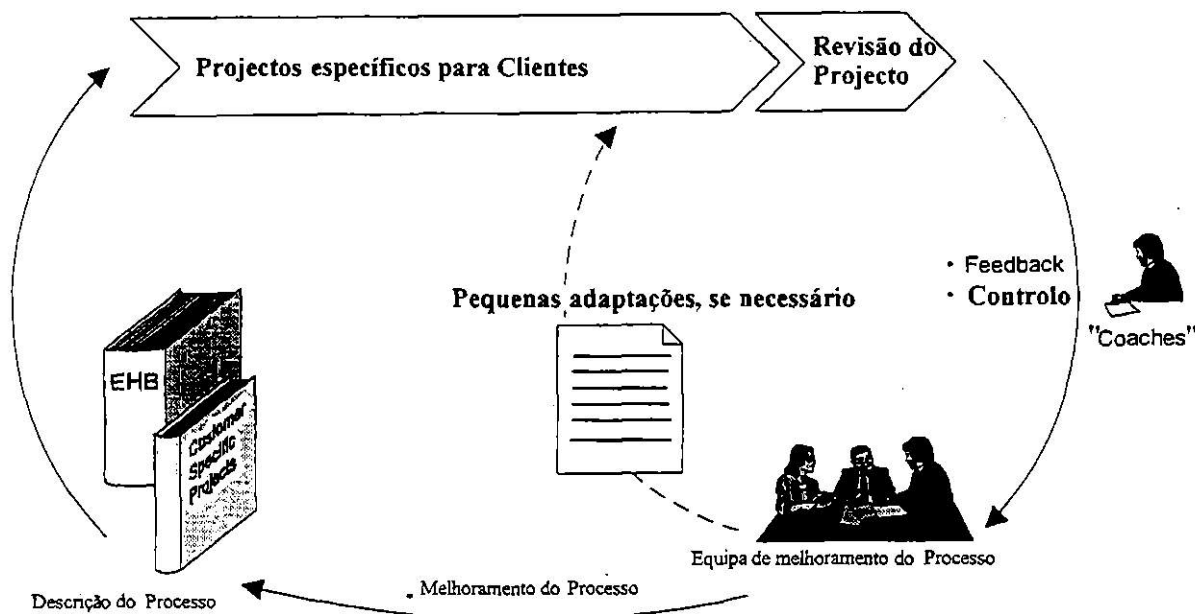 Projectos específicos para Clientes
Revisão do
Projecto
• Feedback
• Controlo
"Coaches"
Pequenas adaptações, se necessário
EHB
Customer
Specific
Projects
Equipa de melhoramento do Processo
. Melhoramento do Processo
Descrição do Processo